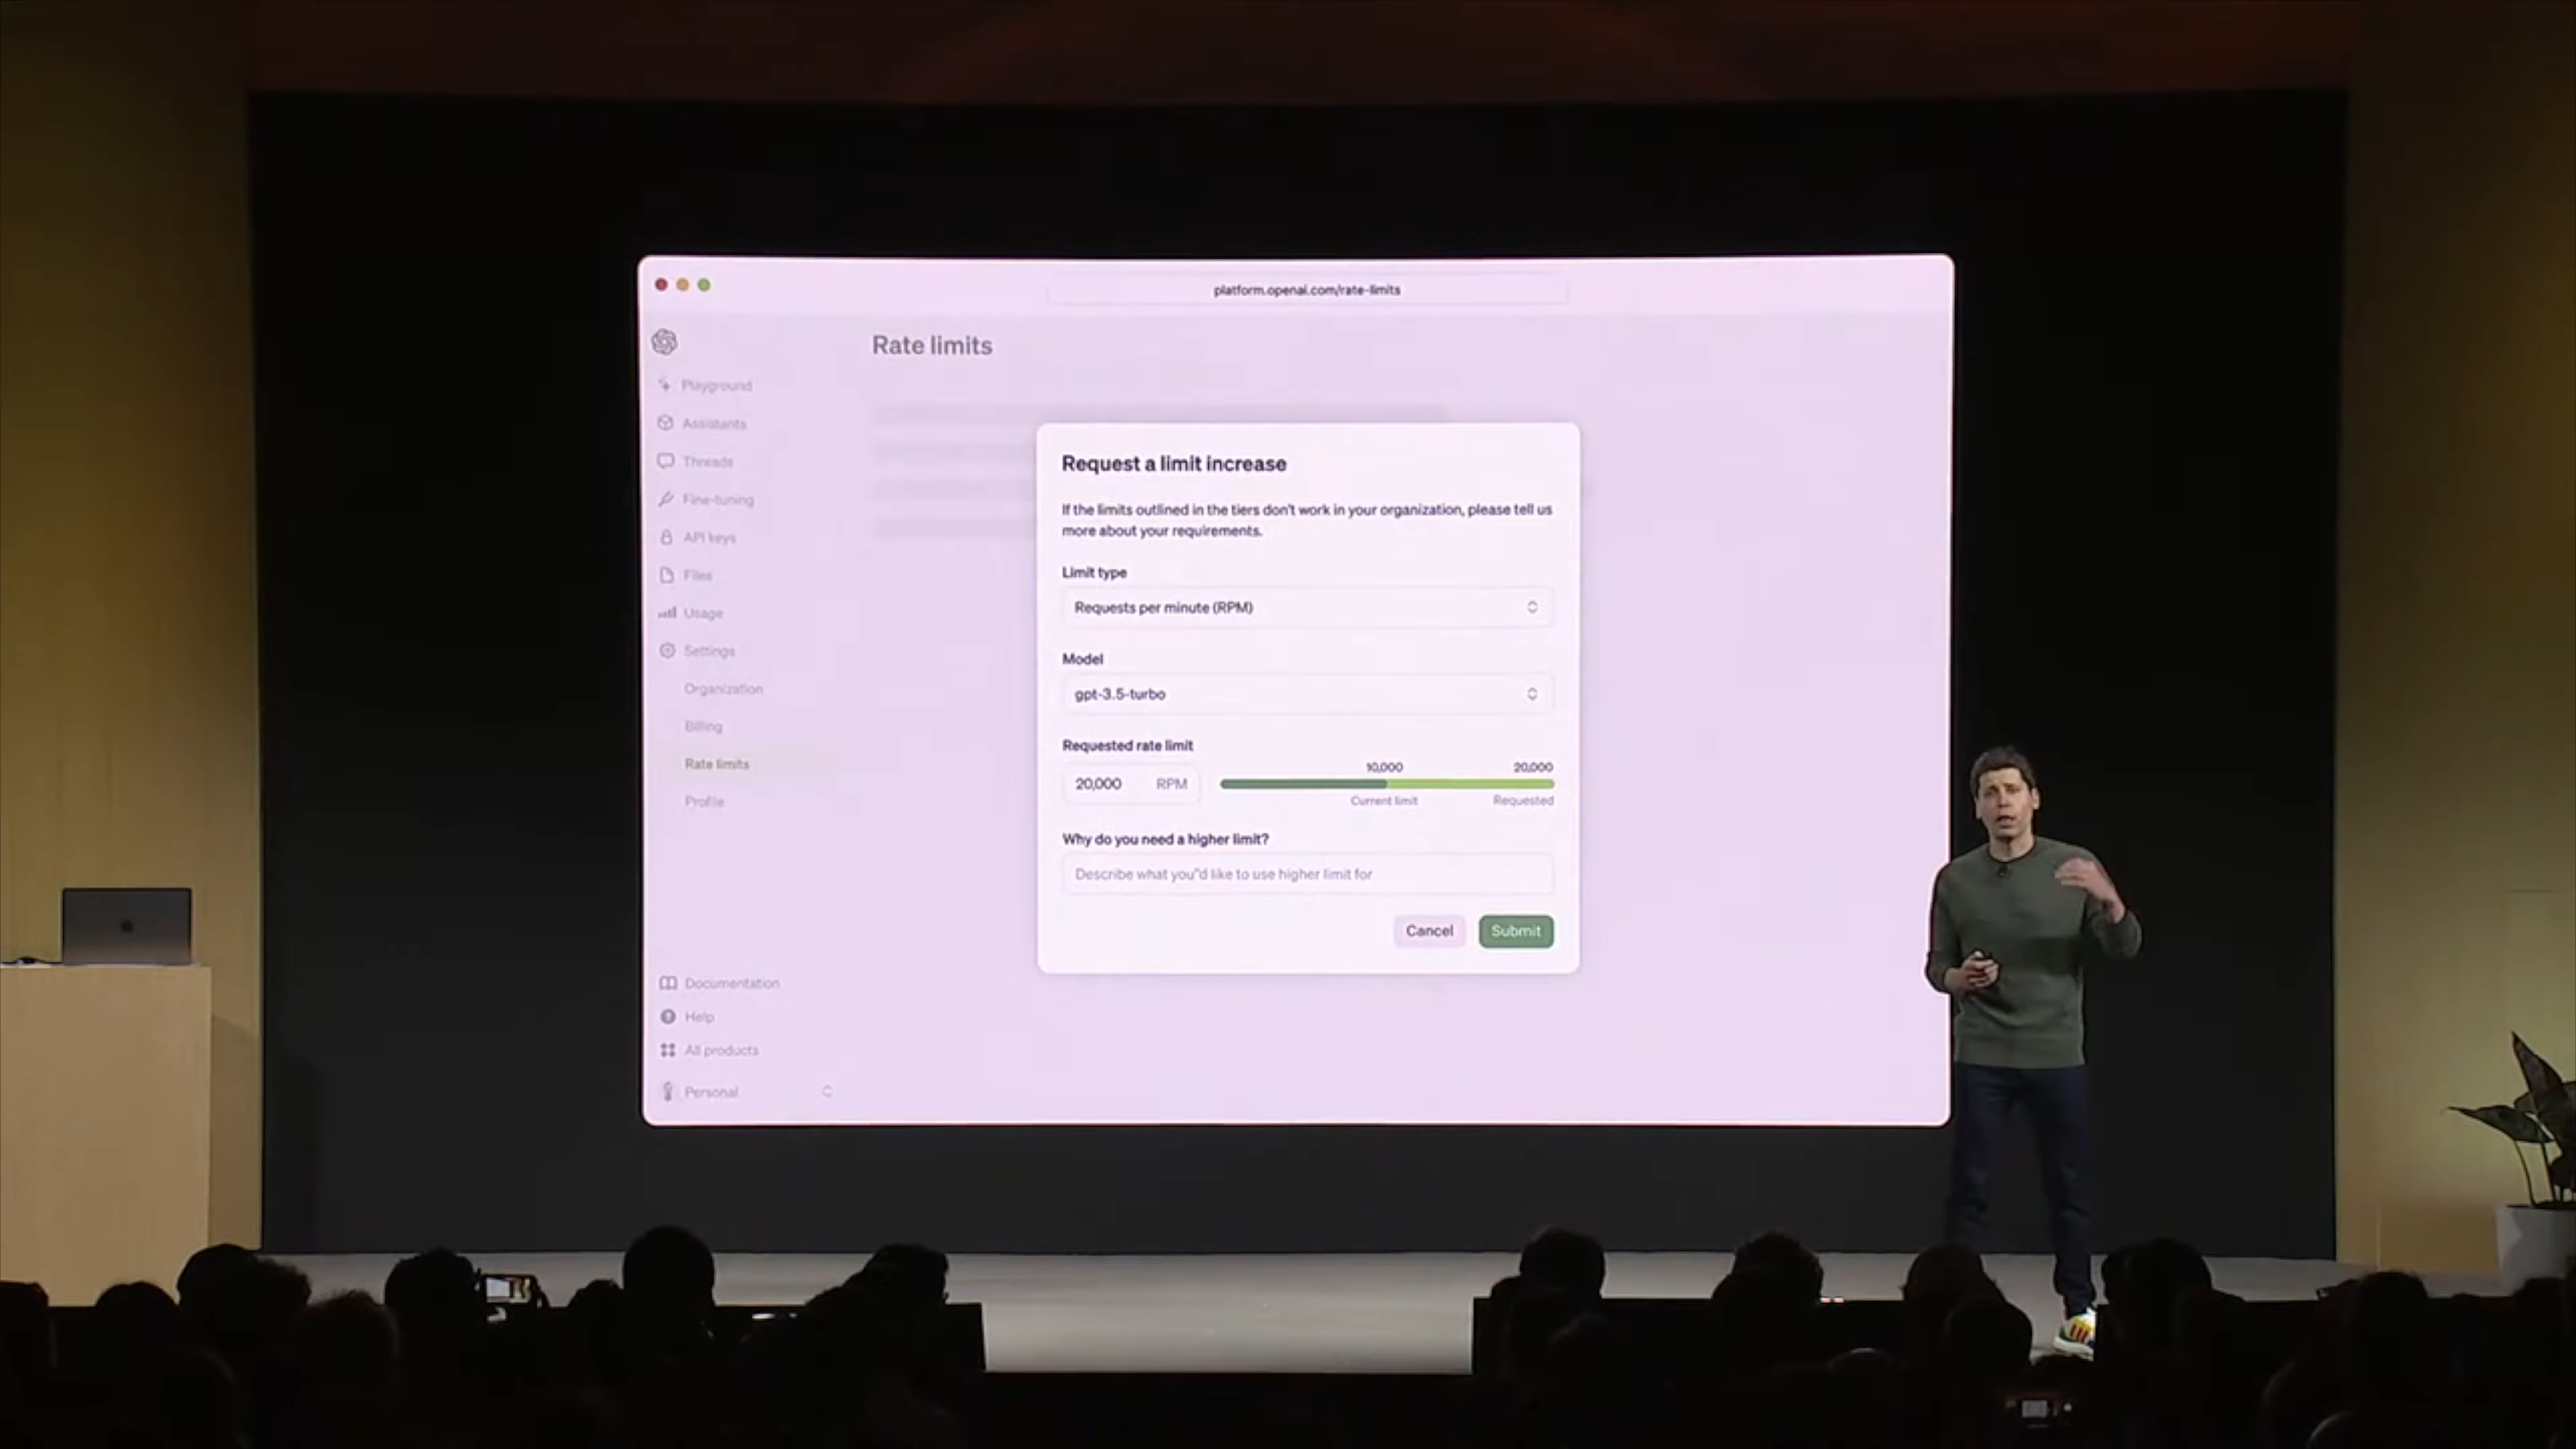 platform.openai.com/rate-limits
Rate limits
Playground
Assistants
Threads
Fine-tuning
API keys
Files
Usage
Settings
Organization
Billing
Rate limits
Profile
Documentation
Help
All products
Personal
Request a limit increase
If the limits outlined in the tiers don't work in your organization, please tell us
more about your requirements.
Limit type
Requests per minute (RPM)
Model
gpt-3.5-turbo
Requested rate limit
20,000 RPM
10,000 20,000
Current limit Requested
Why do you need a higher limit?
Describe what you"d like to use higher limit for
Cancel Submit